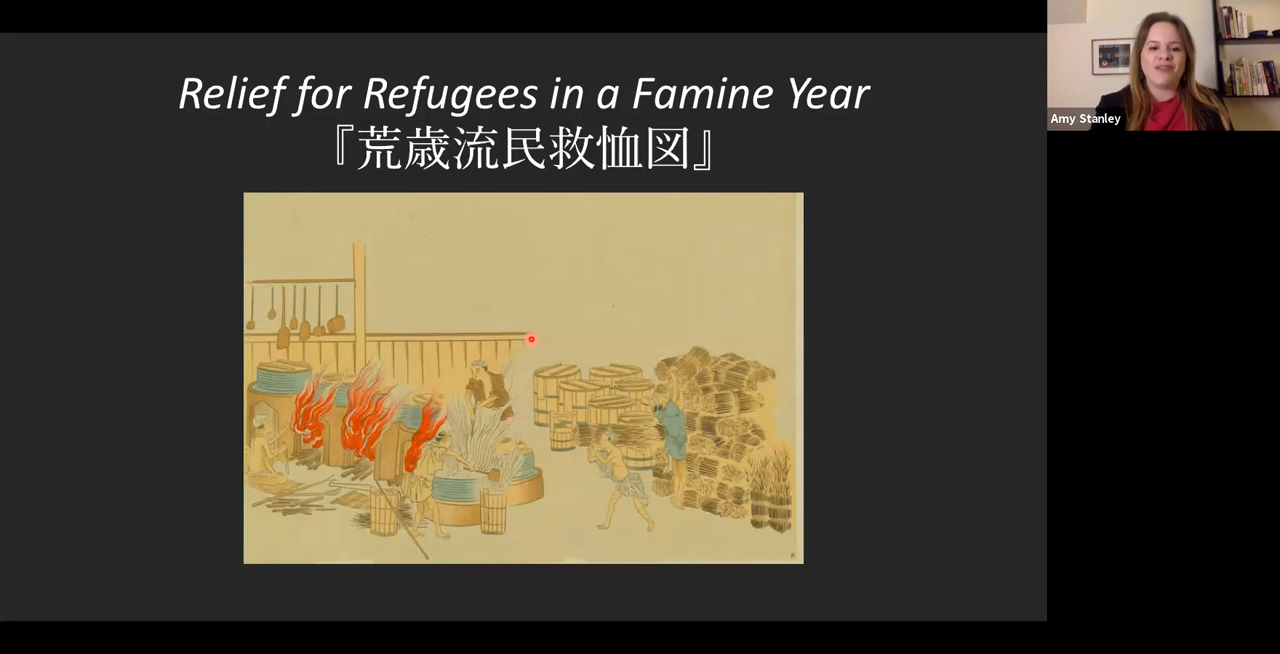 Relief for Refugees in a Famine Year
『荒歳流民救恤図』
Amy Stanley